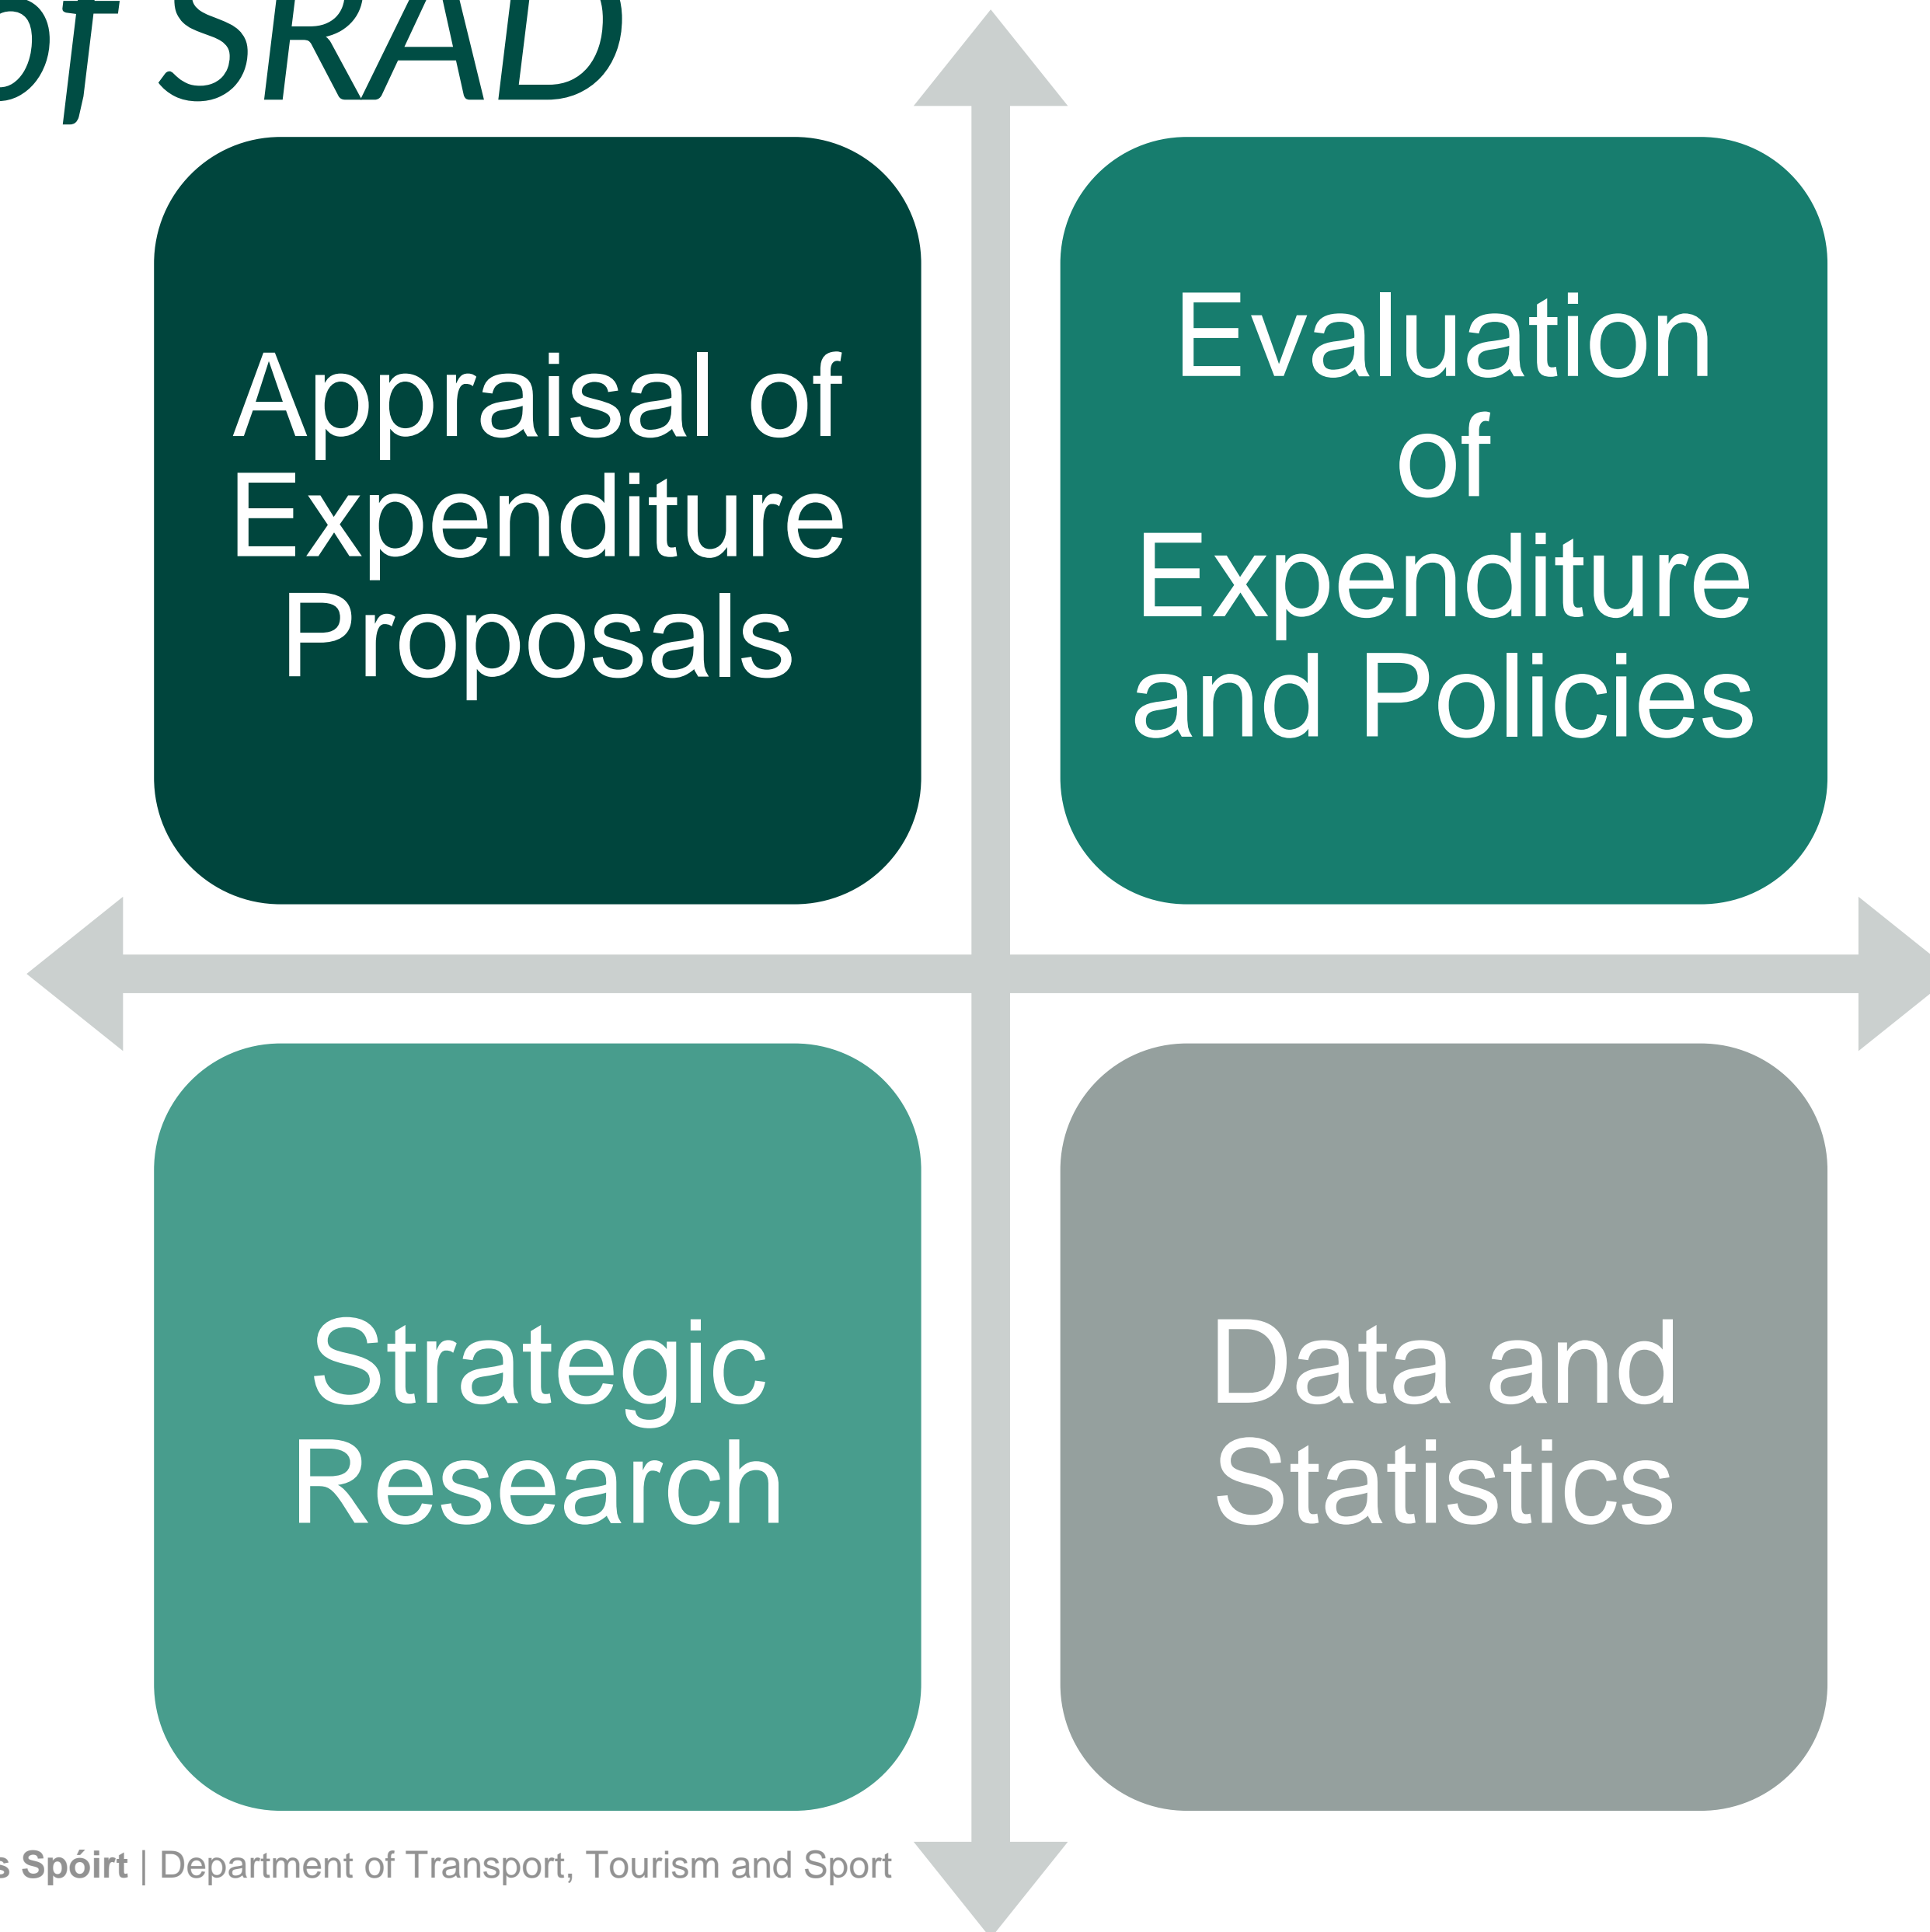 of SRAD
Appraisal of
Expenditure
Proposals
Evaluation
of
Expenditure
and Policies
Strategic
Research
Data and
Statistics
Spóirt | Department of Transport, Tourism and Sport